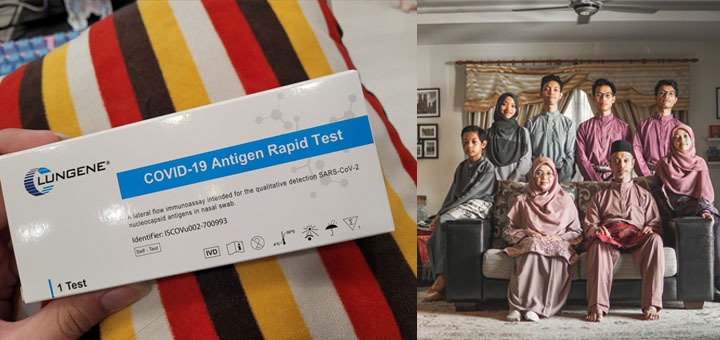 CLUNGENE®
COVID-19 Antigen Rapid Test
A lateral flow immunoassay intended for the qualitative detection SARS-CoV-2
nucleocapsid antigens in nasal swab.
Identifier: ISCOVu002-700993
Self - Test
IVD
1 Test